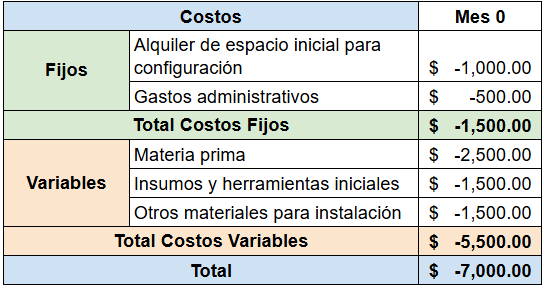 Costos Mes 0
Fijos
Alquiler de espacio inicial para
configuración $ -1,000.00
Gastos administrativos $ -500.00
Total Costos Fijos $ -1,500.00
Variables
Materia prima $ -2,500.00
Insumos y herramientas iniciales $ -1,500.00
Otros materiales para instalación $ -1,500.00
Total Costos Variables $ -5,500.00
Total $ -7,000.00